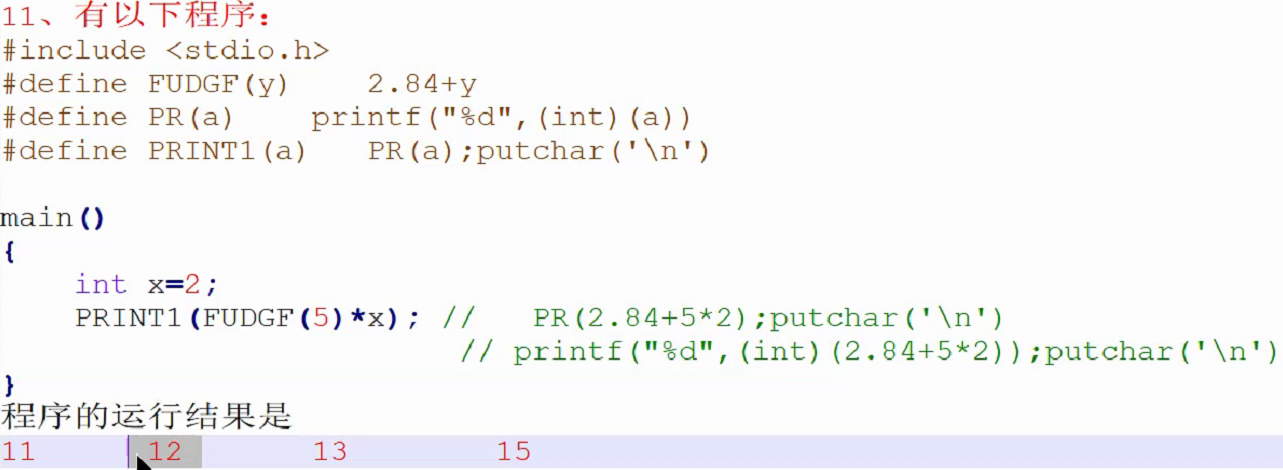 11、有以下程序：
#include <stdio.h>
#define FUDGF(y)    2.84+y
#define PR(a)    printf("%d",(int)(a))
#define PRINT1(a)   PR(a);putchar('\n')
main()
{
    int x=2;
    PRINT1(FUDGF(5)*x); //   PR(2.84+5*2);putchar('\n')
                        // printf("%d",(int)(2.84+5*2));putchar('\n')
}
程序的运行结果是
11      12       13         15